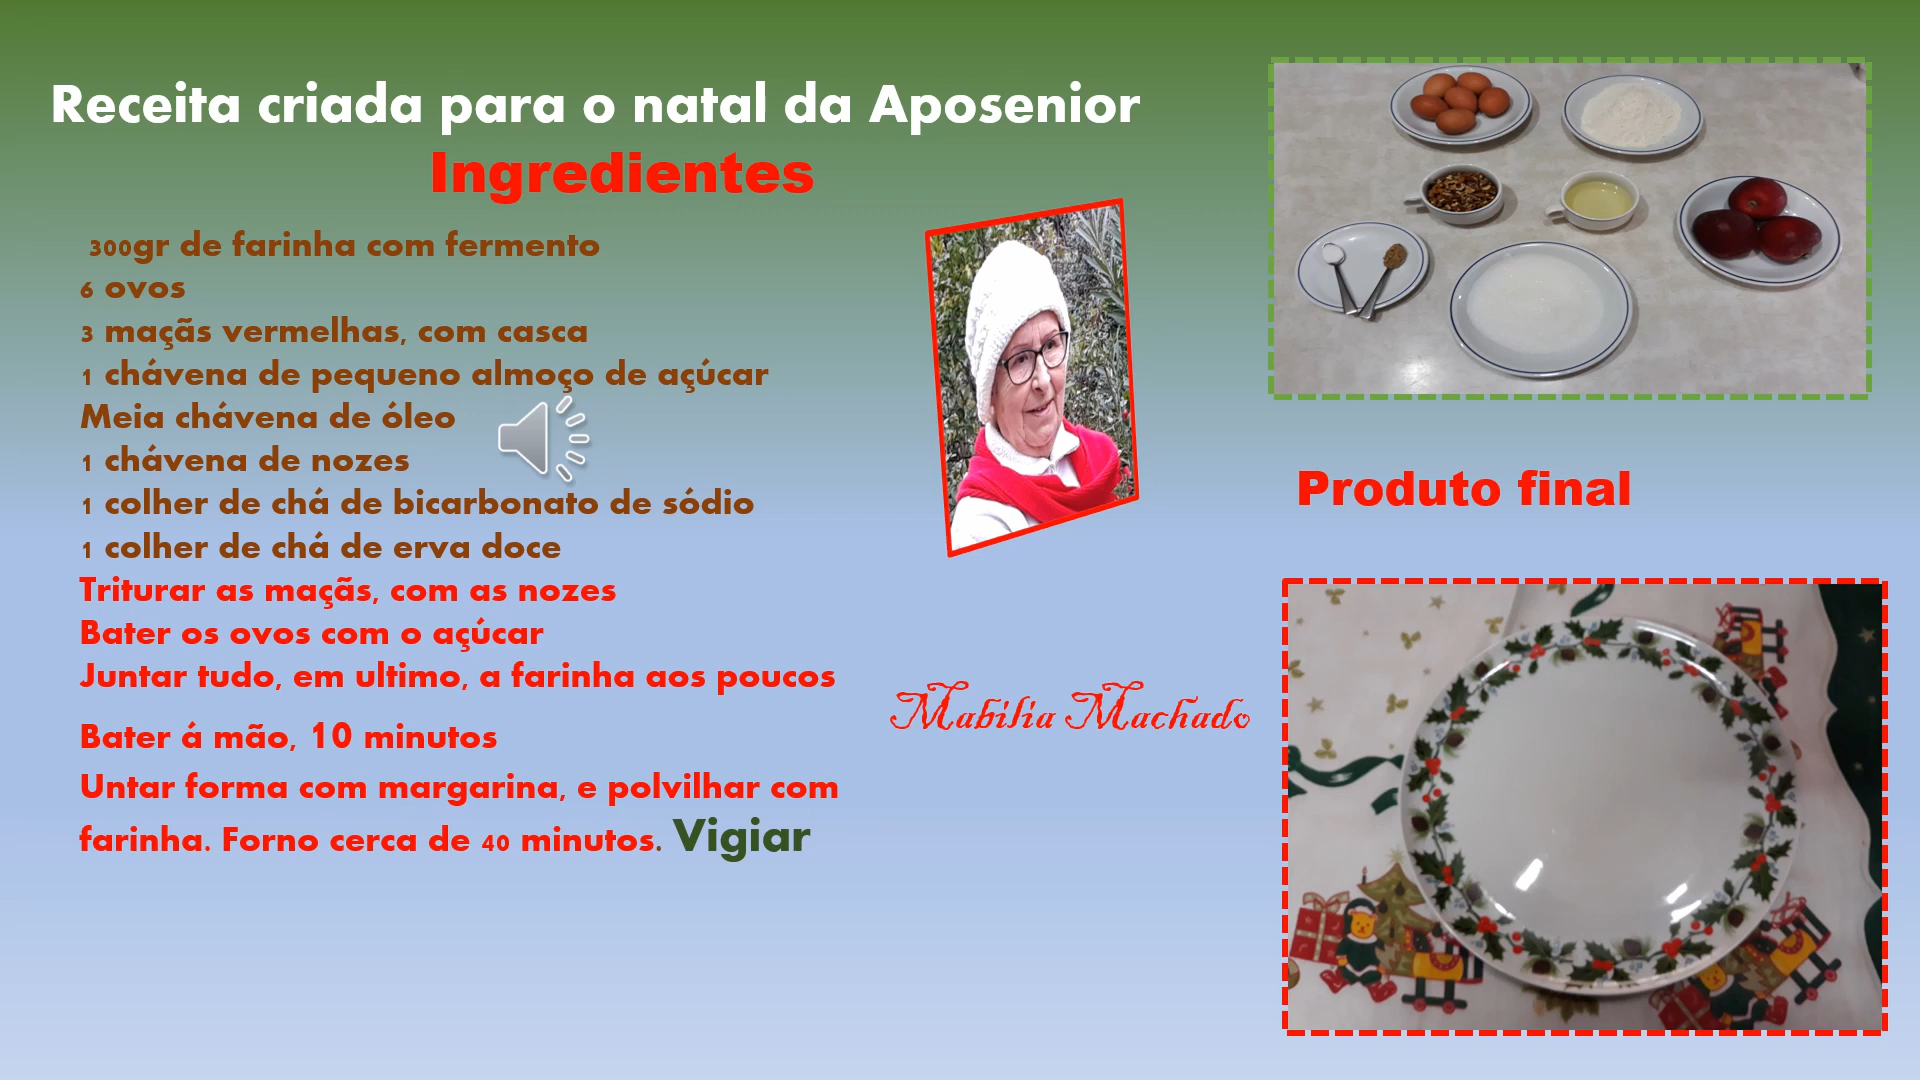 Receita criada para o natal da Aposenior
Ingredientes
300gr de farinha com fermento
6 ovos
3 maçãs vermelhas, com casca
1 chávena de pequeno almoço de açúcar
Meia chávena de óleo
1 chávena de nozes
1 colher de chá de bicarbonato de sódio
1 colher de chá de erva doce
Triturar as maçãs, com as nozes
Bater os ovos com o açúcar
Juntar tudo, em ultimo, a farinha aos poucos
Bater á mão, 10 minutos
Untar forma com margarina, e polvilhar com
farinha. Forno cerca de 40 minutos. Vigiar
Mabilia Machado
Produto final